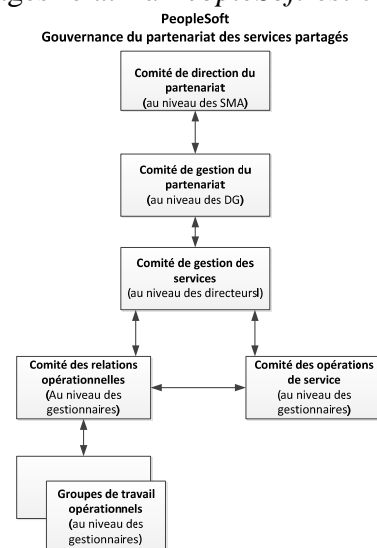 PeopleSoft
Gouvernance du partenariat des services partagés
Comité de direction du
partenariat
(au niveau des SMA)
Comité de gestion du
partenariat
(au niveau des DG)
Comité de gestion des
services
(au niveau des directeursl)
Comité des relations
opérationnelles
(Au niveau des
gestionnaires)
Comité des opérations
de service
(au niveau des
gestionnaires)
Groupes de travail
opérationnels
(au niveau des
gestionnaires)